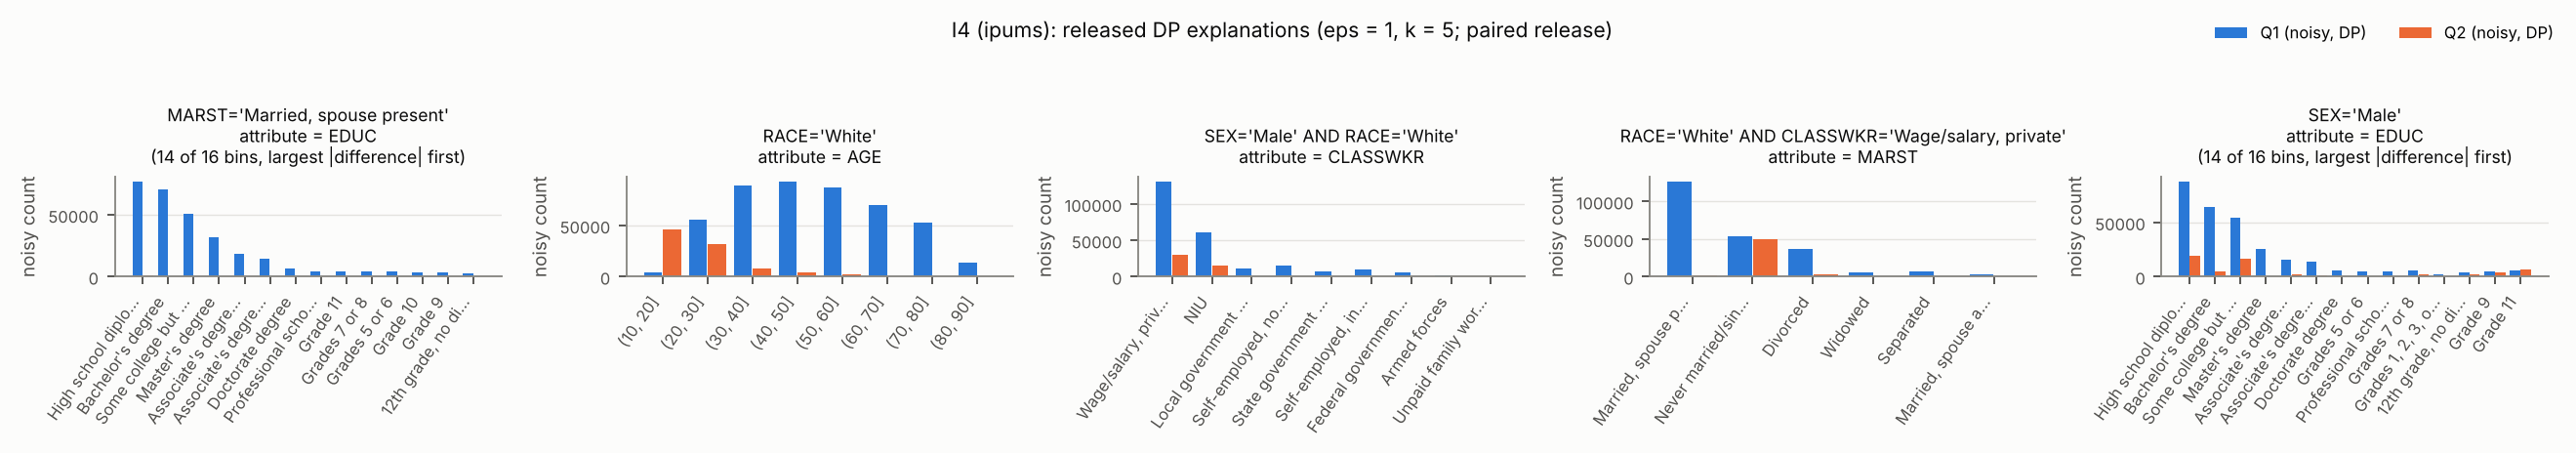 I4 (ipums): released DP explanations (eps = 1, k = 5; paired release)
Q1 (noisy, DP)
Q2 (noisy, DP)
MARST='Married, spouse present'
attribute = EDUC
(14 of 16 bins, largest |difference| first)
noisy count
50000
0
High school diplo...
Bachelor's degree
Some college but ...
Master's degree
Associate's degre...
Associate's degre...
Doctorate degree
Professional scho...
Grade 11
Grades 7 or 8
Grades 5 or 6
Grade 10
Grade 9
12th grade, no di...
RACE='White'
attribute = AGE
noisy count
50000
0
(10, 20]
(20, 30]
(30, 40]
(40, 50]
(50, 60]
(60, 70]
(70, 80]
(80, 90]
SEX='Male' AND RACE='White'
attribute = CLASSWKR
noisy count
100000
50000
0
Wage/salary, priv...
NIU
Local government ...
Self-employed, no...
State government ...
Self-employed, in...
Federal governmen...
Armed forces
Unpaid family wor...
RACE='White' AND CLASSWKR='Wage/salary, private'
attribute = MARST
noisy count
100000
50000
0
Married, spouse p...
Never married/sin...
Divorced
Widowed
Separated
Married, spouse a...
SEX='Male'
attribute = EDUC
(14 of 16 bins, largest |difference| first)
noisy count
50000
0
High school diplo...
Bachelor's degree
Some college but ...
Master's degree
Associate's degre...
Associate's degre...
Doctorate degree
Grades 5 or 6
Professional scho...
Grades 7 or 8
Grades 1, 2, 3, o...
12th grade, no di...
Grade 9
Grade 11